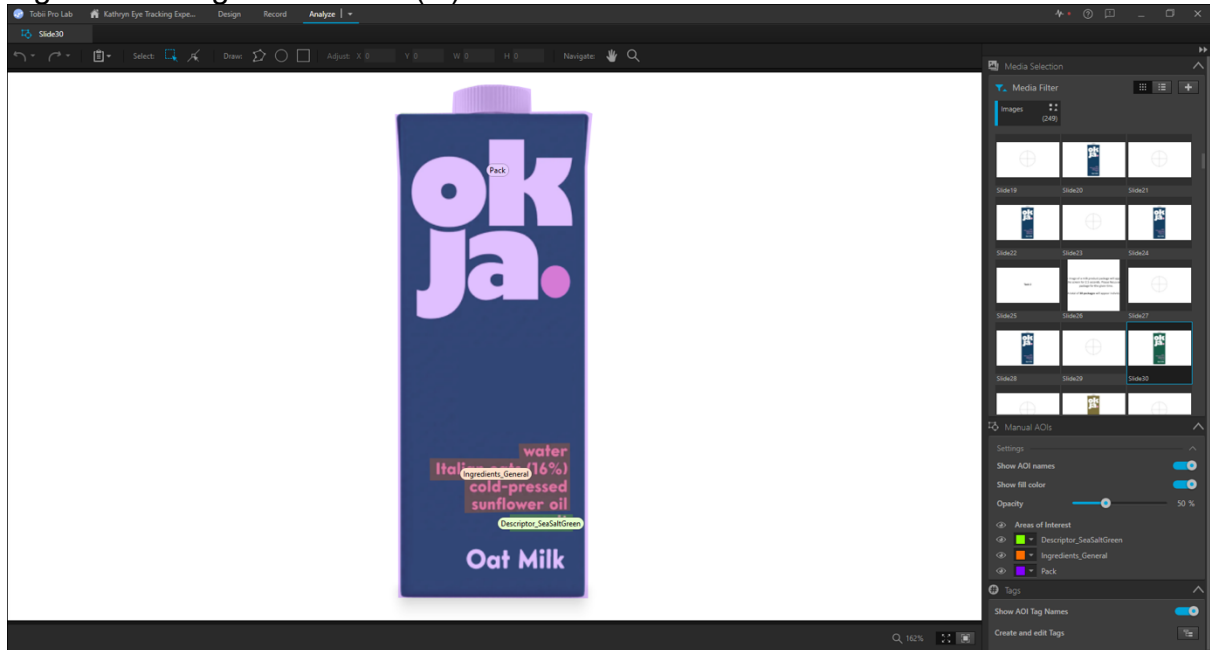 Tobii Pro Lab
Kathryn Eye Tracking Expe...
Design
Record
Analyze
Slide30
Select:
Draw:
Adjust: X 0 Y 0 W 0 H 0
Navigate:
ok
Pack
ja.
water
Italian oats (16%)
Ingredients_General
cold-pressed
sunflower oil
Descriptor_SeaSaltGreen
Oat Milk
162%
Media Selection
Media Filter
Images
(249)
Slide19 Slide20 Slide21
Slide22 Slide23 Slide24
Slide25 Slide26 Slide27
Slide28 Slide29 Slide30
Manual AOIs
Settings
Show AOI names
Show fill color
Opacity 50 %
Areas of Interest
Descriptor_SeaSaltGreen
Ingredients_General
Pack
Tags
Show AOI Tag Names
Create and edit Tags